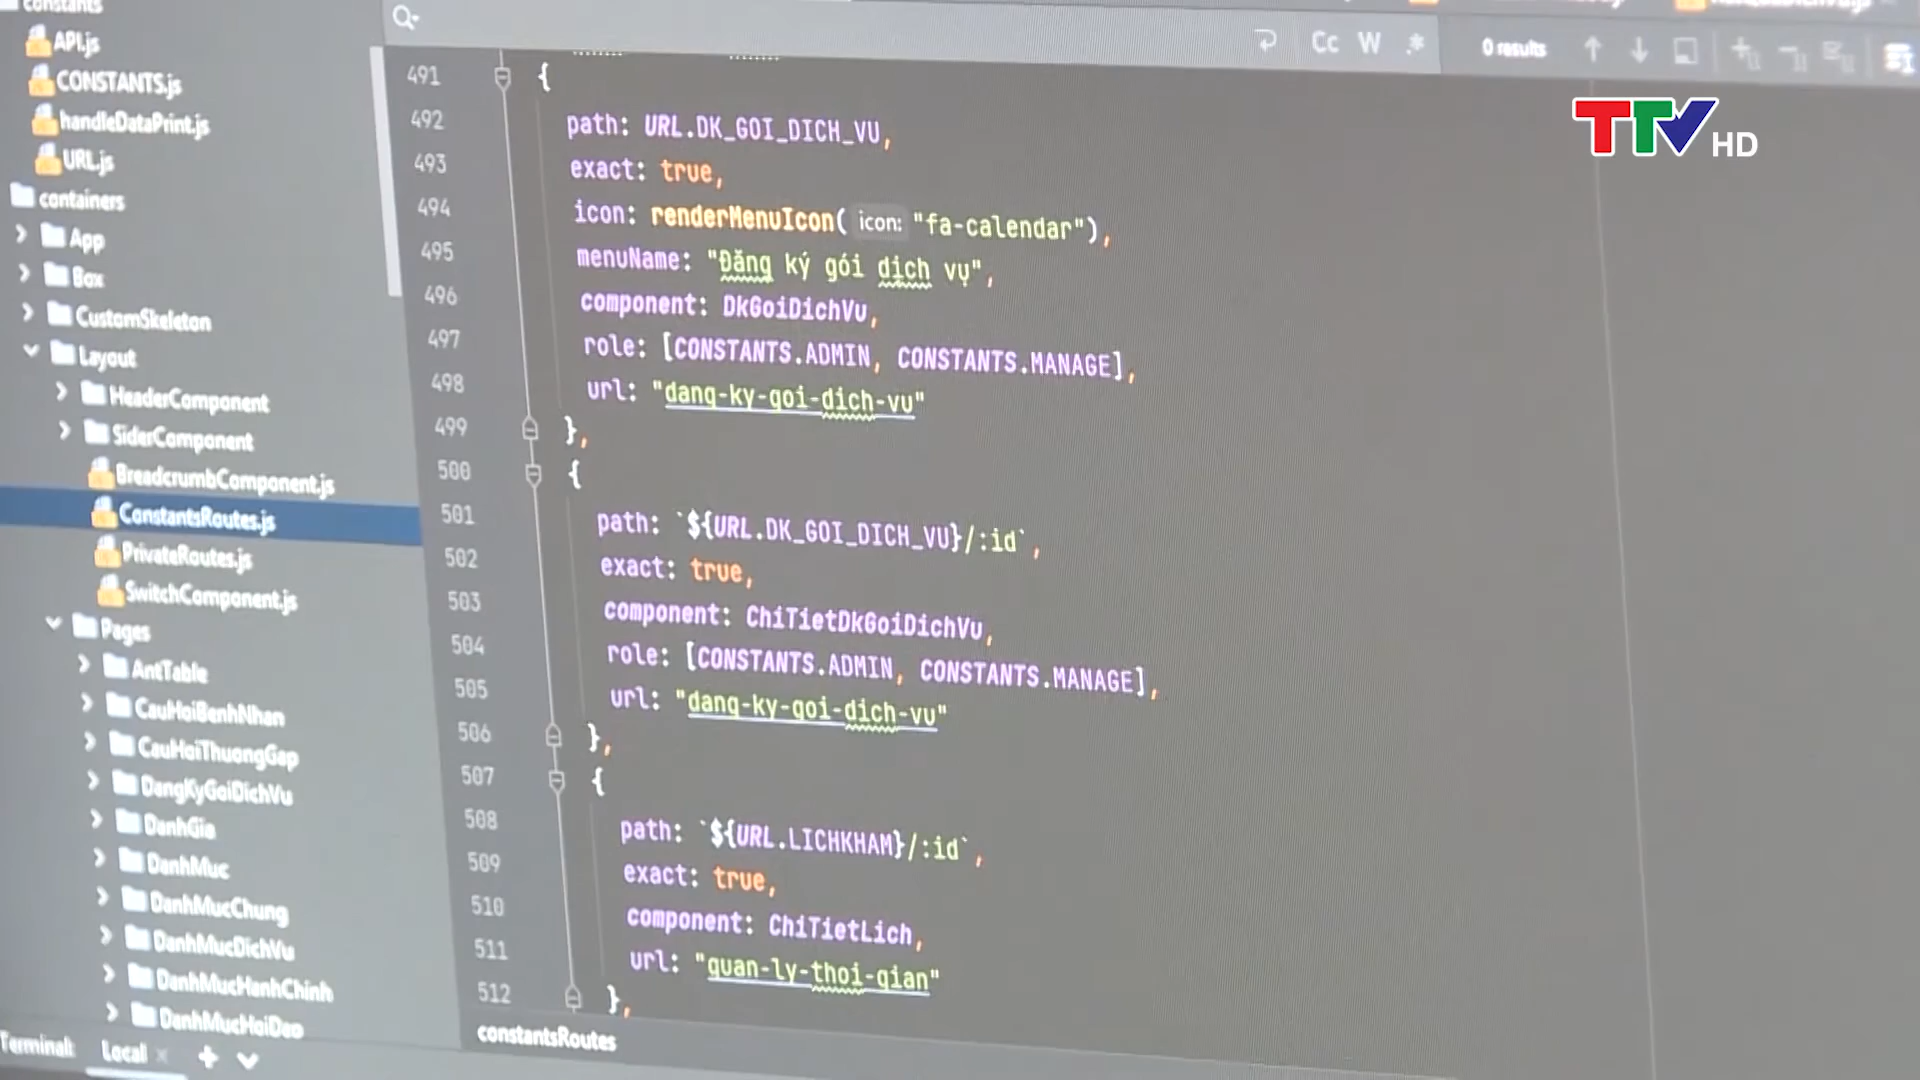 constants
API.js
CONSTANTS.js
handleDataPrint.js
URL.js
containers
App
Box
CustomSkeleton
Layout
HeaderComponent
SiderComponent
BreadcrumbComponent.js
ConstantsRoutes.js
PrivateRoutes.js
SwitchComponent.js
Pages
AntTable
CauHoiBenhNhan
CauHoiThuongGap
DangKyGoiDichVu
DanhGia
DanhMuc
DanhMucChung
DanhMucDichVu
DanhMucHanhChinh
DanhMucHoiDap
Terminal: Local
Cc W .* 0 results
TTV HD
491 {
492 path: URL.DK_GOI_DICH_VU,
493 exact: true,
494 icon: renderMenuIcon( icon: "fa-calendar"),
495 menuName: "Đăng ký gói dịch vụ",
496 component: DkGoiDichVu,
497 role: [CONSTANTS.ADMIN, CONSTANTS.MANAGE],
498 url: "dang-ky-goi-dich-vu"
499 },
500 {
501 path: `${URL.DK_GOI_DICH_VU}/:id`,
502 exact: true,
503 component: ChiTietDkGoiDichVu,
504 role: [CONSTANTS.ADMIN, CONSTANTS.MANAGE],
505 url: "dang-ky-goi-dich-vu"
506 },
507 {
508 path: `${URL.LICHKHAM}/:id`,
509 exact: true,
510 component: ChiTietLich,
511 url: "quan-ly-thoi-gian"
512 },
constantsRoutes